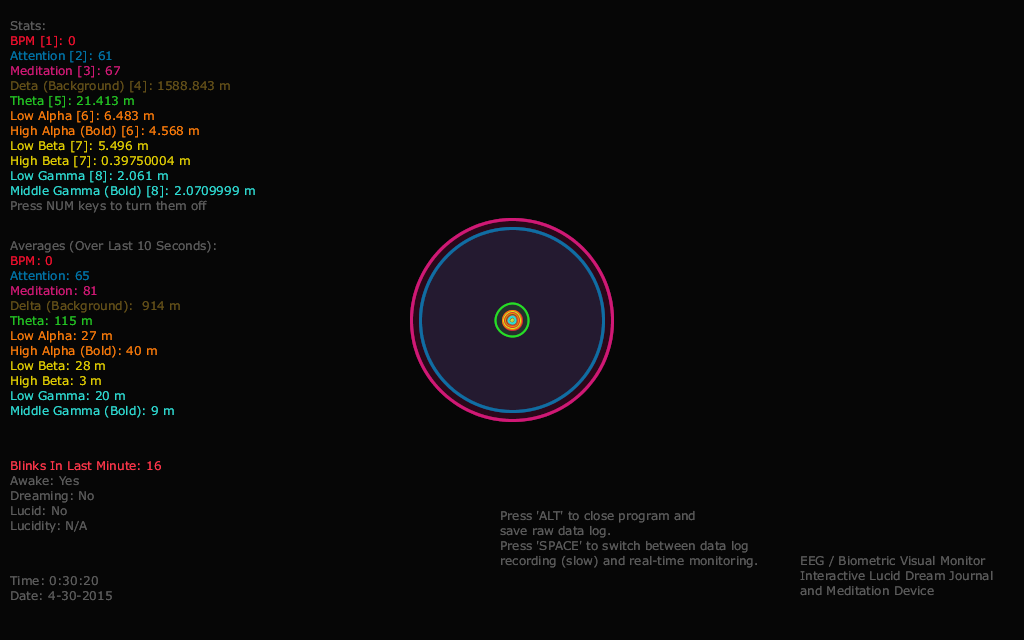 Stats:
BPM [1]: 0
Attention [2]: 61
Meditation [3]: 67
Deta (Background) [4]: 1588.843 m
Theta [5]: 21.413 m
Low Alpha [6]: 6.483 m
High Alpha (Bold) [6]: 4.568 m
Low Beta [7]: 5.496 m
High Beta [7]: 0.39750004 m
Low Gamma [8]: 2.061 m
Middle Gamma (Bold) [8]: 2.0709999 m
Press NUM keys to turn them off
Averages (Over Last 10 Seconds):
BPM: 0
Attention: 65
Meditation: 81
Delta (Background):  914 m
Theta: 115 m
Low Alpha: 27 m
High Alpha (Bold): 40 m
Low Beta: 28 m
High Beta: 3 m
Low Gamma: 20 m
Middle Gamma (Bold): 9 m
Blinks In Last Minute: 16
Awake: Yes
Dreaming: No
Lucid: No
Lucidity: N/A
Time: 0:30:20
Date: 4-30-2015
Press 'ALT' to close program and
save raw data log.
Press 'SPACE' to switch between data log
recording (slow) and real-time monitoring.
EEG / Biometric Visual Monitor
Interactive Lucid Dream Journal
and Meditation Device